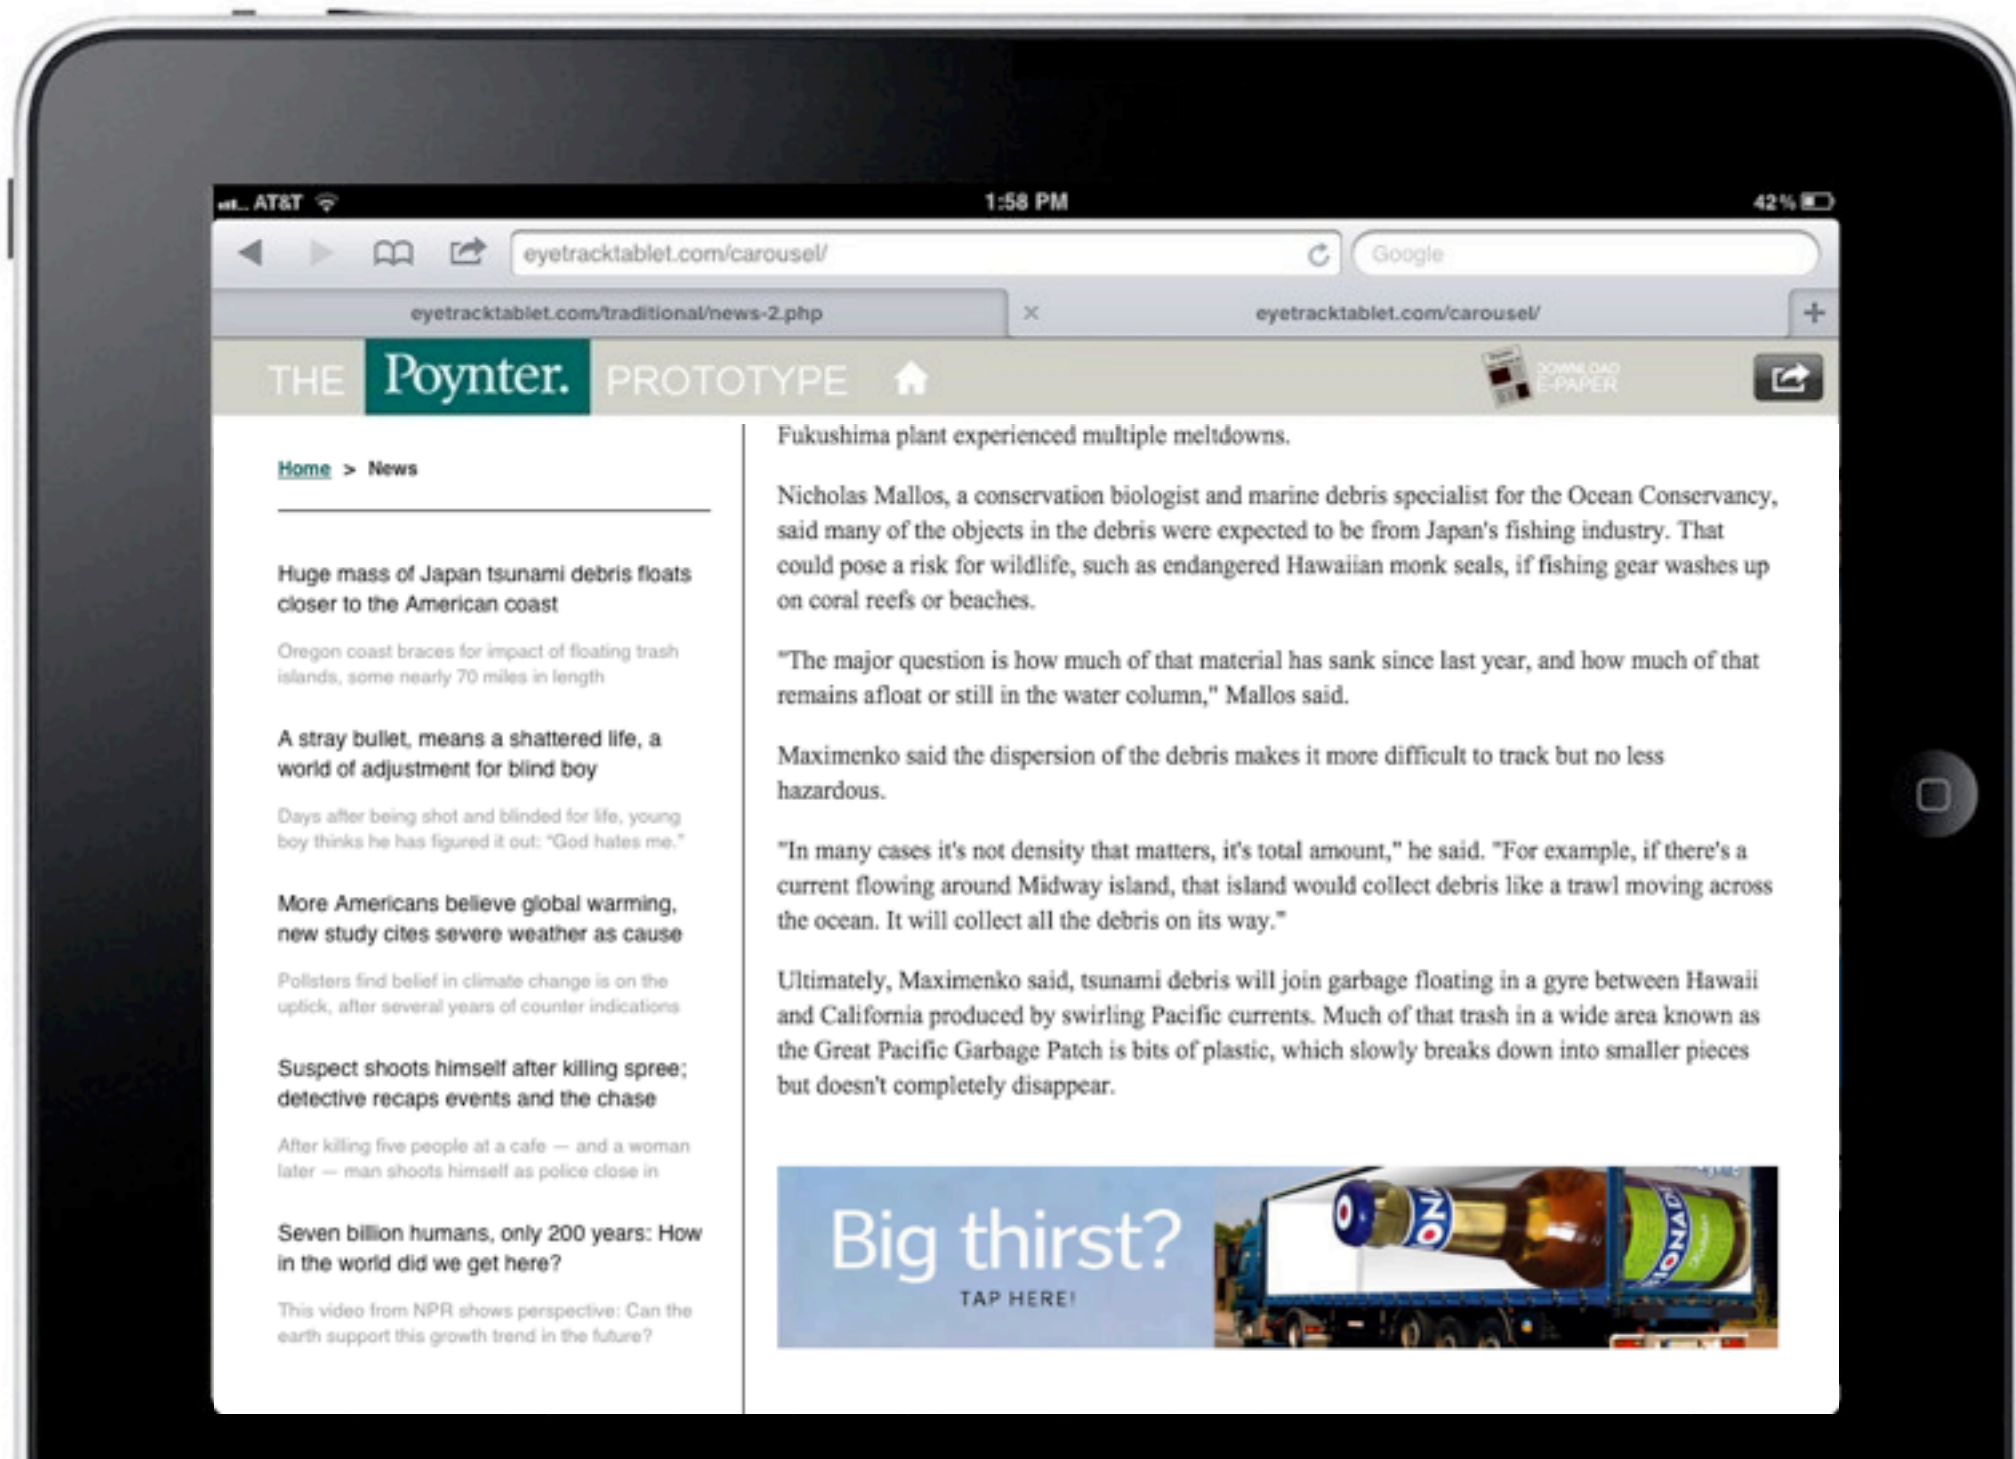 AT&T
1:58 PM
42%
eyetracktablet.com/carousel/
Google
eyetracktablet.com/traditional/news-2.php
eyetracktablet.com/carousel/
THE Poynter. PROTOTYPE
DOWNLOAD
E-PAPER
Home > News
Huge mass of Japan tsunami debris floats
closer to the American coast
Oregon coast braces for impact of floating trash
islands, some nearly 70 miles in length
A stray bullet, means a shattered life, a
world of adjustment for blind boy
Days after being shot and blinded for life, young
boy thinks he has figured it out: "God hates me."
More Americans believe global warming,
new study cites severe weather as cause
Pollsters find belief in climate change is on the
uptick, after several years of counter indications
Suspect shoots himself after killing spree;
detective recaps events and the chase
After killing five people at a cafe — and a woman
later — man shoots himself as police close in
Seven billion humans, only 200 years: How
in the world did we get here?
This video from NPR shows perspective: Can the
earth support this growth trend in the future?
Fukushima plant experienced multiple meltdowns.
Nicholas Mallos, a conservation biologist and marine debris specialist for the Ocean Conservancy,
said many of the objects in the debris were expected to be from Japan's fishing industry. That
could pose a risk for wildlife, such as endangered Hawaiian monk seals, if fishing gear washes up
on coral reefs or beaches.
"The major question is how much of that material has sank since last year, and how much of that
remains afloat or still in the water column," Mallos said.
Maximenko said the dispersion of the debris makes it more difficult to track but no less
hazardous.
"In many cases it's not density that matters, it's total amount," he said. "For example, if there's a
current flowing around Midway island, that island would collect debris like a trawl moving across
the ocean. It will collect all the debris on its way."
Ultimately, Maximenko said, tsunami debris will join garbage floating in a gyre between Hawaii
and California produced by swirling Pacific currents. Much of that trash in a wide area known as
the Great Pacific Garbage Patch is bits of plastic, which slowly breaks down into smaller pieces
but doesn't completely disappear.
Big thirst?
TAP HERE!